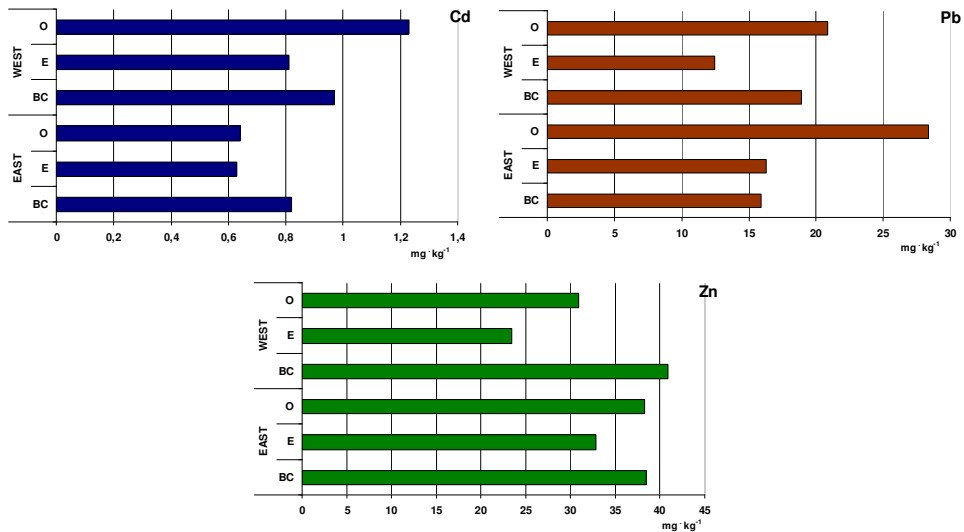 Cd
WEST
O
E
BC
EAST
O
E
BC
0 0,2 0,4 0,6 0,8 1 1,2 1,4
mg·kg-1
Pb
WEST
O
E
BC
EAST
O
E
BC
0 5 10 15 20 25 30
mg·kg-1
Zn
WEST
O
E
BC
EAST
O
E
BC
0 5 10 15 20 25 30 35 40 45
mg·kg-1